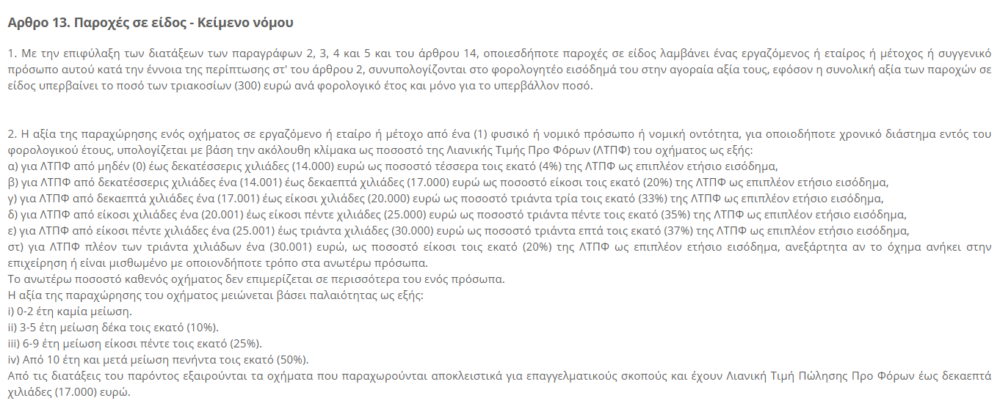 Αρθρο 13. Παροχές σε είδος - Κείμενο νόμου
1. Με την επιφύλαξη των διατάξεων των παραγράφων 2, 3, 4 και 5 και του άρθρου 14, οποιεσδήποτε παροχές σε είδος λαμβάνει ένας εργαζόμενος ή εταίρος ή μέτοχος ή συγγενικό
πρόσωπο αυτού κατά την έννοια της περίπτωσης στ' του άρθρου 2, συνυπολογίζονται στο φορολογητέο εισόδημά του στην αγοραία αξία τους, εφόσον η συνολική αξία των παροχών σε
είδος υπερβαίνει το ποσό των τριακοσίων (300) ευρώ ανά φορολογικό έτος και μόνο για το υπερβάλλον ποσό.
2. Η αξία της παραχώρησης ενός οχήματος σε εργαζόμενο ή εταίρο ή μέτοχο από ένα (1) φυσικό ή νομικό πρόσωπο ή νομική οντότητα, για οποιοδήποτε χρονικό διάστημα εντός του
φορολογικού έτους, υπολογίζεται με βάση την ακόλουθη κλίμακα ως ποσοστό της Λιανικής Τιμής Προ Φόρων (ΛΤΠΦ) του οχήματος ως εξής:
α) για ΛΤΠΦ από μηδέν (0) έως δεκατέσσερις χιλιάδες (14.000) ευρώ ως ποσοστό τέσσερα τοις εκατό (4%) της ΛΤΠΦ ως επιπλέον ετήσιο εισόδημα,
β) για ΛΤΠΦ από δεκατέσσερις χιλιάδες ένα (14.001) έως δεκαεπτά χιλιάδες (17.000) ευρώ ως ποσοστό είκοσι τοις εκατό (20%) της ΛΤΠΦ ως επιπλέον ετήσιο εισόδημα,
γ) για ΛΤΠΦ από δεκαεπτά χιλιάδες ένα (17.001) έως είκοσι χιλιάδες (20.000) ευρώ ως ποσοστό τριάντα τρία τοις εκατό (33%) της ΛΤΠΦ ως επιπλέον ετήσιο εισόδημα,
δ) για ΛΤΠΦ από είκοσι χιλιάδες ένα (20.001) έως είκοσι πέντε χιλιάδες (25.000) ευρώ ως ποσοστό τριάντα πέντε τοις εκατό (35%) της ΛΤΠΦ ως επιπλέον ετήσιο εισόδημα,
ε) για ΛΤΠΦ από είκοσι πέντε χιλιάδες ένα (25.001) έως τριάντα χιλιάδες (30.000) ευρώ ως ποσοστό τριάντα επτά τοις εκατό (37%) της ΛΤΠΦ ως επιπλέον ετήσιο εισόδημα,
στ) για ΛΤΠΦ πλέον των τριάντα χιλιάδων ένα (30.001) ευρώ, ως ποσοστό είκοσι τοις εκατό (20%) της ΛΤΠΦ ως επιπλέον ετήσιο εισόδημα, ανεξάρτητα αν το όχημα ανήκει στην
επιχείρηση ή είναι μισθωμένο με οποιονδήποτε τρόπο στα ανωτέρω πρόσωπα.
Το ανωτέρω ποσοστό καθενός οχήματος δεν επιμερίζεται σε περισσότερα του ενός πρόσωπα.
Η αξία της παραχώρησης του οχήματος μειώνεται βάσει παλαιότητας ως εξής:
i) 0-2 έτη καμία μείωση.
ii) 3-5 έτη μείωση δέκα τοις εκατό (10%).
iii) 6-9 έτη μείωση είκοσι πέντε τοις εκατό (25%).
iv) Από 10 έτη και μετά μείωση πενήντα τοις εκατό (50%).
Από τις διατάξεις του παρόντος εξαιρούνται τα οχήματα που παραχωρούνται αποκλειστικά για επαγγελματικούς σκοπούς και έχουν Λιανική Τιμή Πώλησης Προ Φόρων έως δεκαεπτά
χιλιάδες (17.000) ευρώ.